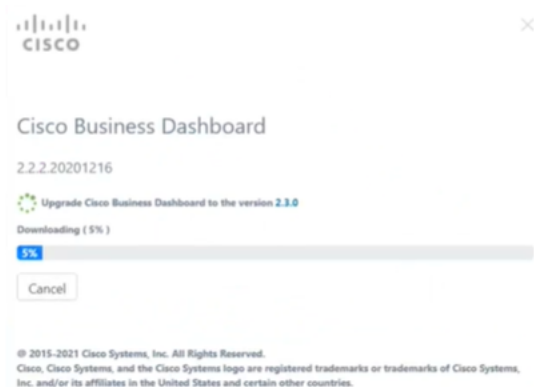 CISCO
Cisco Business Dashboard
2.2.2.20201216
Upgrade Cisco Business Dashboard to the version 2.3.0
Downloading ( 5% )
5%
Cancel
© 2015-2021 Cisco Systems, Inc. All Rights Reserved.
Cisco, Cisco Systems, and the Cisco Systems logo are registered trademarks or trademarks of Cisco Systems,
Inc. and/or its affiliates in the United States and certain other countries.